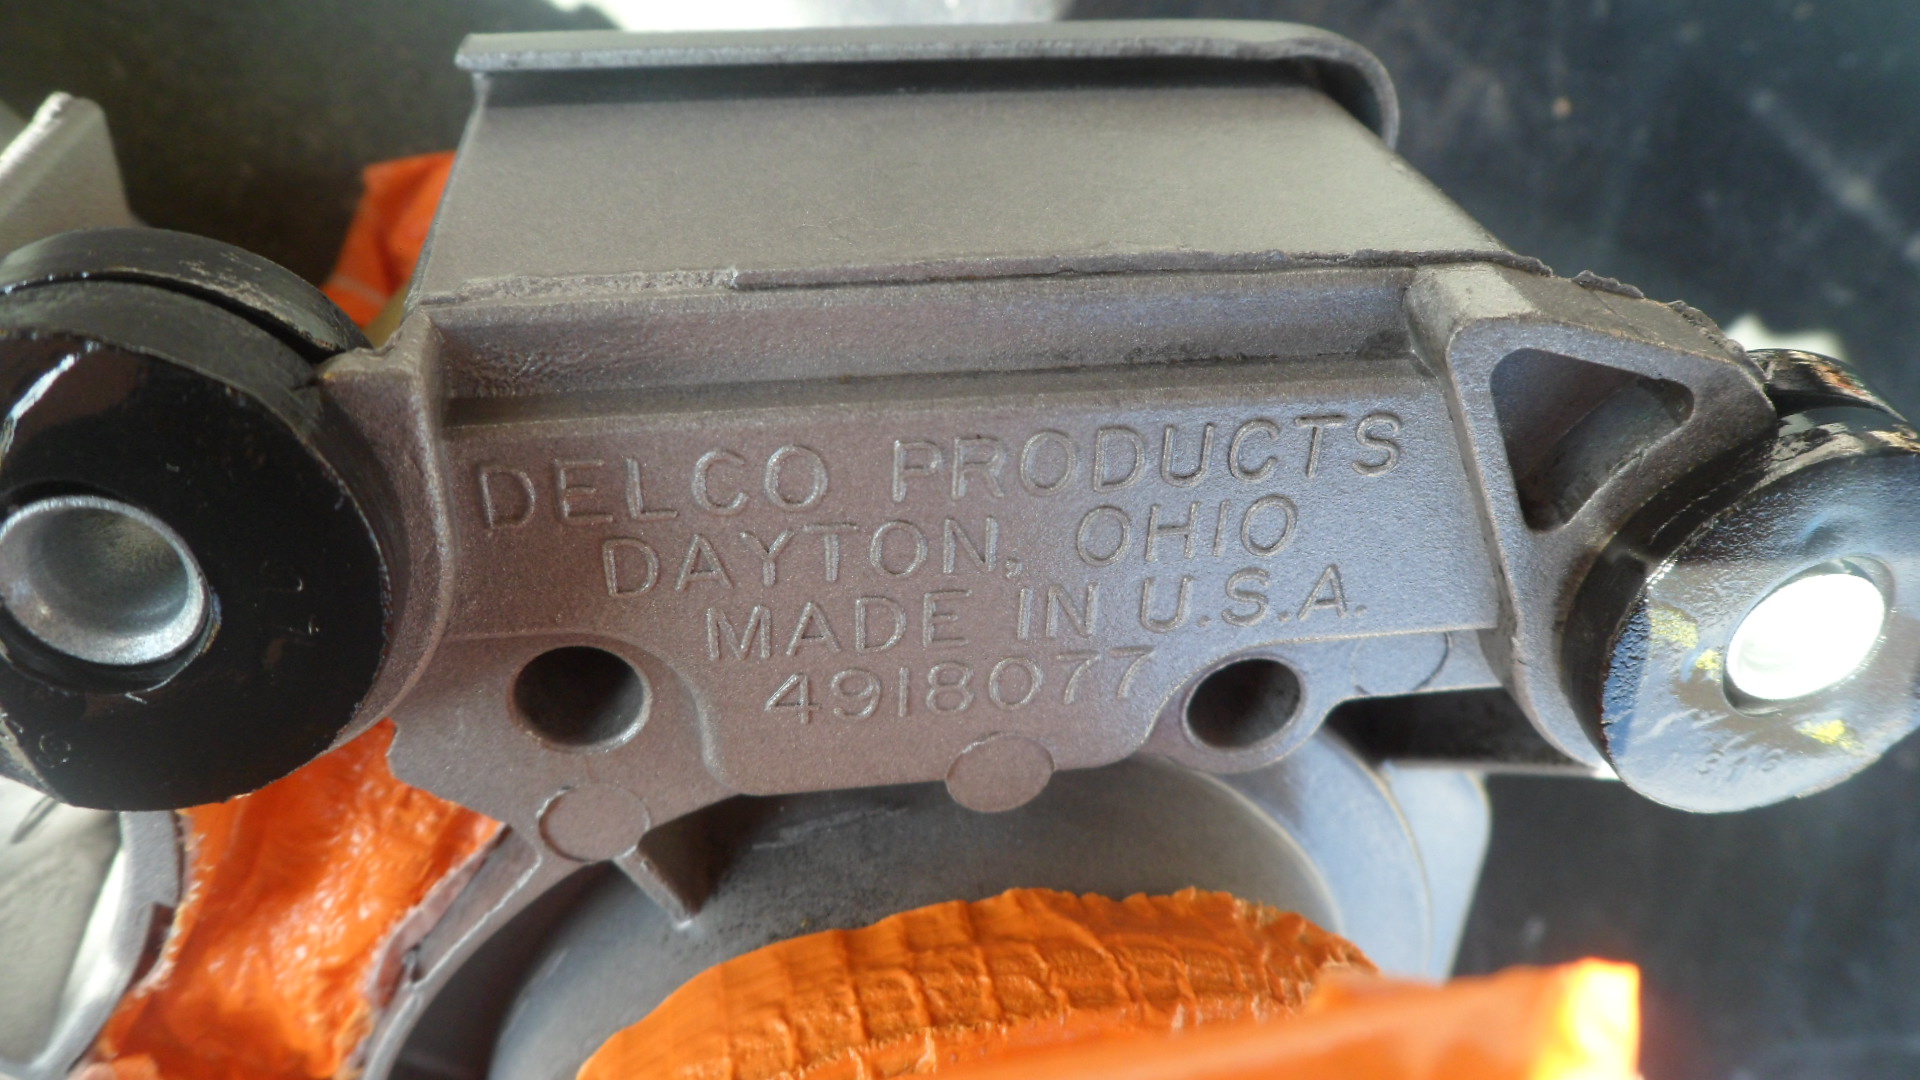 DELCO PRODUCTS
DAYTON, OHIO
MADE IN U.S.A.
4918077